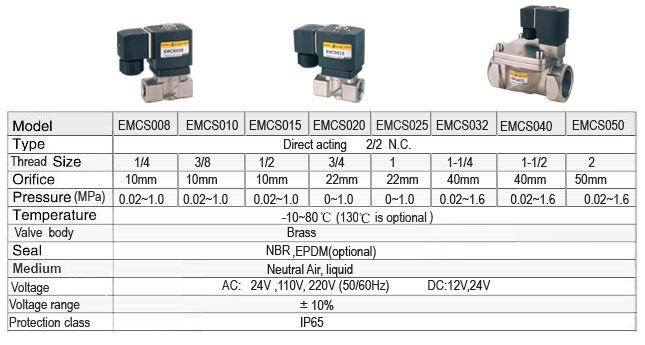 EMCS008
EMCS015
Model EMCS008 EMCS010 EMCS015 EMCS020 EMCS025 EMCS032 EMCS040 EMCS050
Type Direct acting 2/2 N.C.
Thread Size 1/4 3/8 1/2 3/4 1 1-1/4 1-1/2 2
Orifice 10mm 10mm 10mm 22mm 22mm 40mm 40mm 50mm
Pressure (MPa) 0.02~1.0 0.02~1.0 0.02~1.0 0~1.0 0~1.0 0.02~1.6 0.02~1.6 0.02~1.6
Temperature -10~80℃ (130℃ is optional )
Valve body Brass
Seal NBR ,EPDM(optional)
Medium Neutral Air, liquid
Voltage AC: 24V ,110V, 220V (50/60Hz) DC:12V,24V
Voltage range ± 10%
Protection class IP65